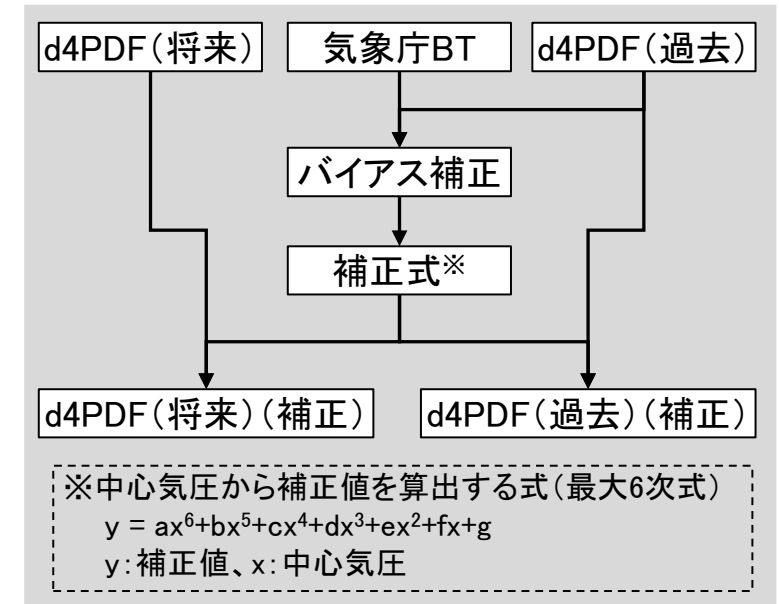 d4PDF(将来)
気象庁BT
d4PDF(過去)
バイアス補正
補正式※
d4PDF(将来)(補正)
d4PDF(過去)(補正)
※中心気圧から補正値を算出する式(最大6次式)
y = ax⁶+bx⁵+cx⁴+dx³+ex²+fx+g
y:補正値、x:中心気圧